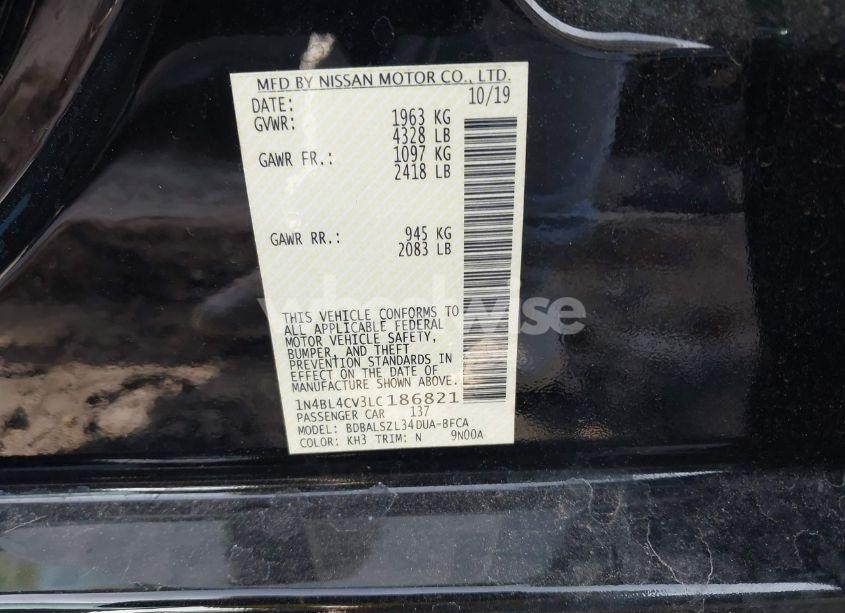 MFD BY NISSAN MOTOR CO., LTD.
DATE: 10/19
GVWR: 1963 KG
4328 LB
GAWR FR.: 1097 KG
2418 LB
GAWR RR.: 945 KG
2083 LB
THIS VEHICLE CONFORMS TO
ALL APPLICABLE FEDERAL
MOTOR VEHICLE SAFETY,
BUMPER, AND THEFT
PREVENTION STANDARDS IN
EFFECT ON THE DATE OF
MANUFACTURE SHOWN ABOVE.
1N4BL4CV3LC186821
PASSENGER CAR 137
MODEL: BDBALSZL34DUA-BFCA
COLOR: KH3 TRIM: N 9N00A